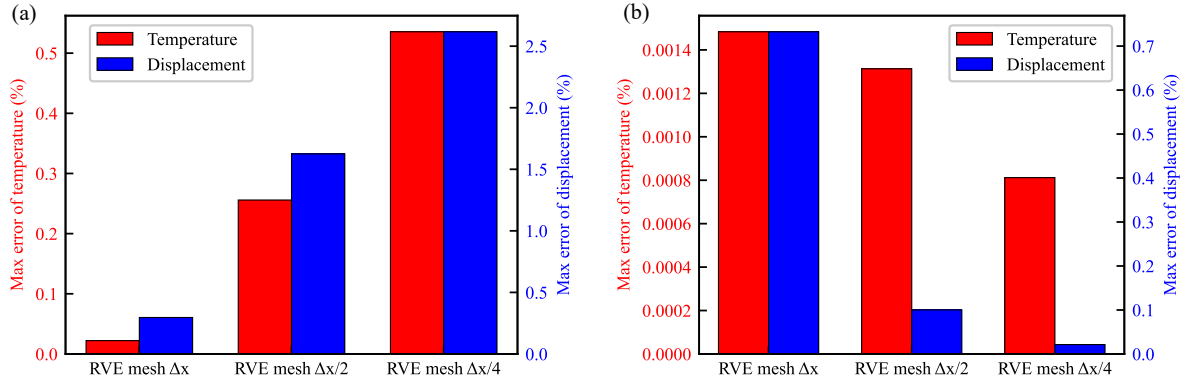 (a)
Temperature
Displacement
Max error of temperature (%)
0.5
0.4
0.3
0.2
0.1
0.0
2.5
2.0
1.5
1.0
0.5
0.0
Max error of displacement (%)
RVE mesh Δx
RVE mesh Δx/2
RVE mesh Δx/4
(b)
Temperature
Displacement
Max error of temperature (%)
0.0014
0.0012
0.0010
0.0008
0.0006
0.0004
0.0002
0.0000
0.7
0.6
0.5
0.4
0.3
0.2
0.1
0.0
Max error of displacement (%)
RVE mesh Δx
RVE mesh Δx/2
RVE mesh Δx/4